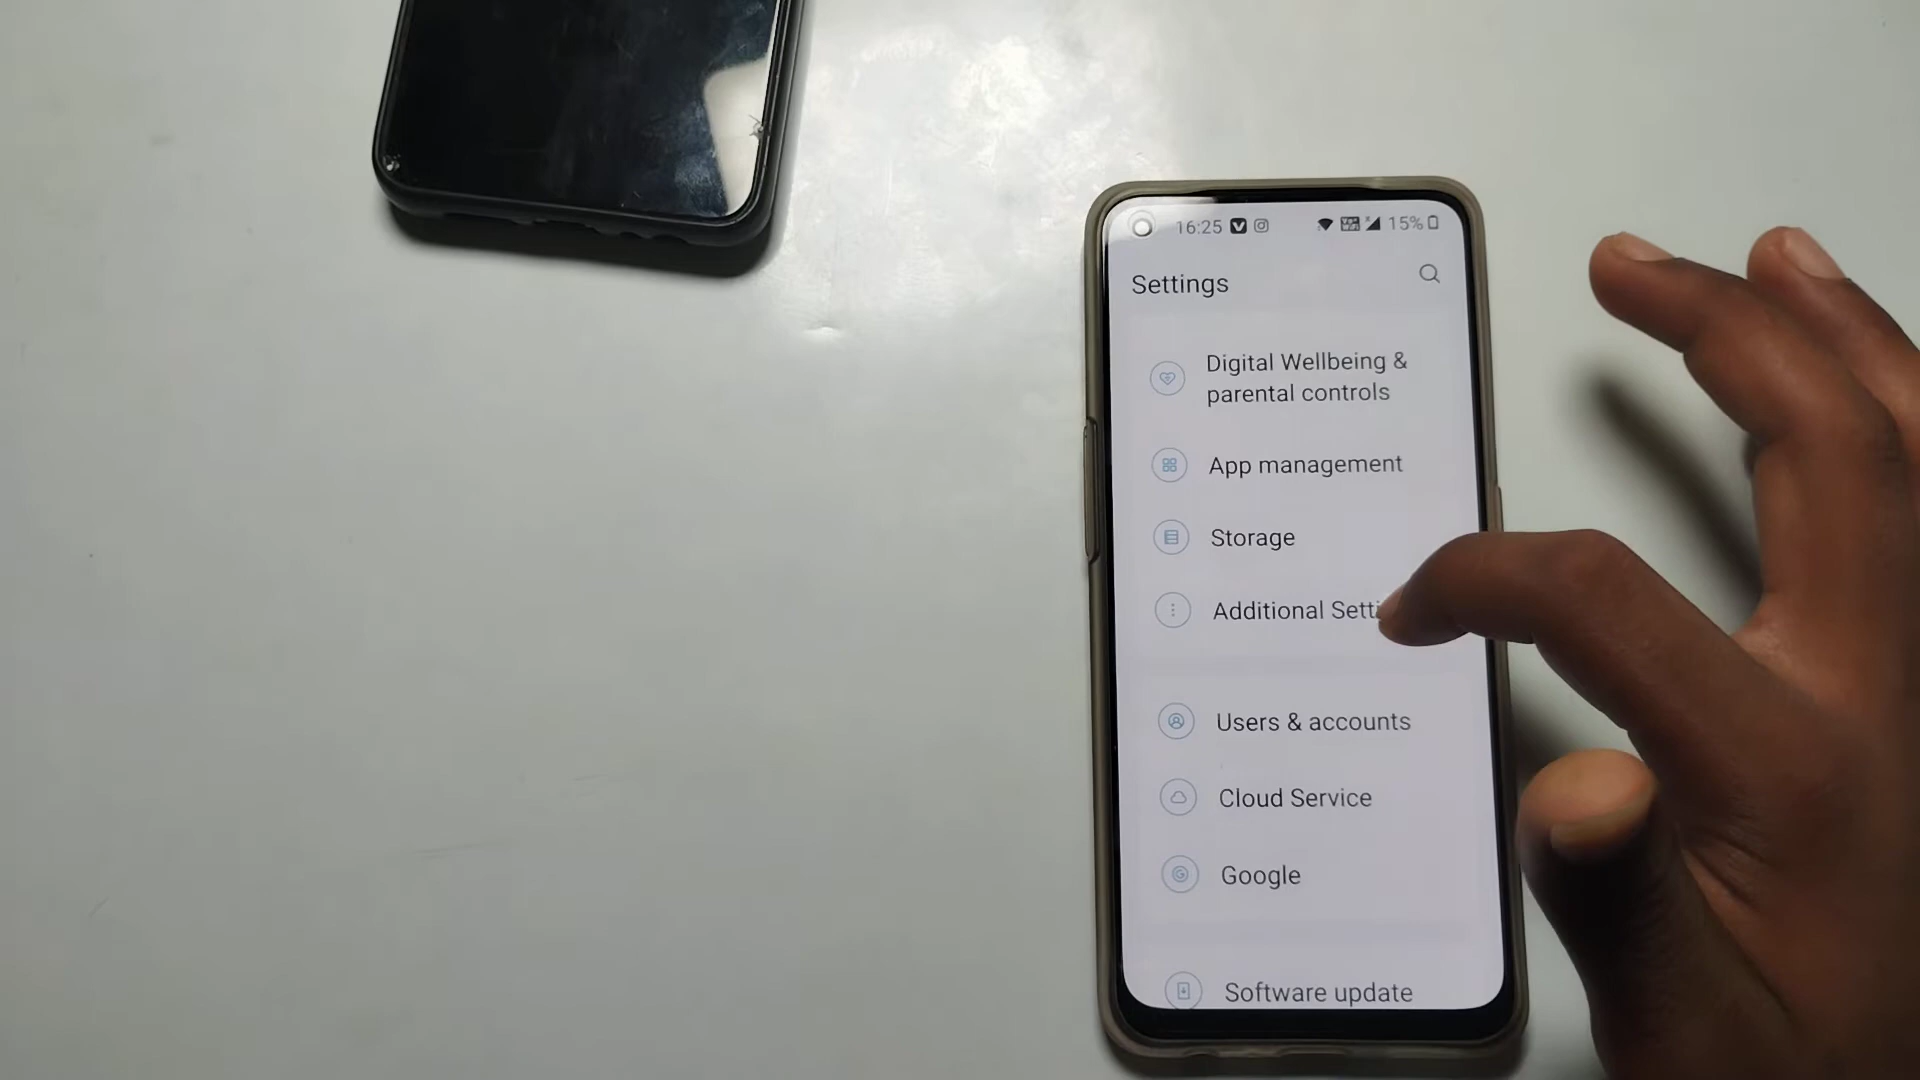 16:25
15%
Settings
Digital Wellbeing &
parental controls
App management
Storage
Additional Setti
Users & accounts
Cloud Service
Google
Software update